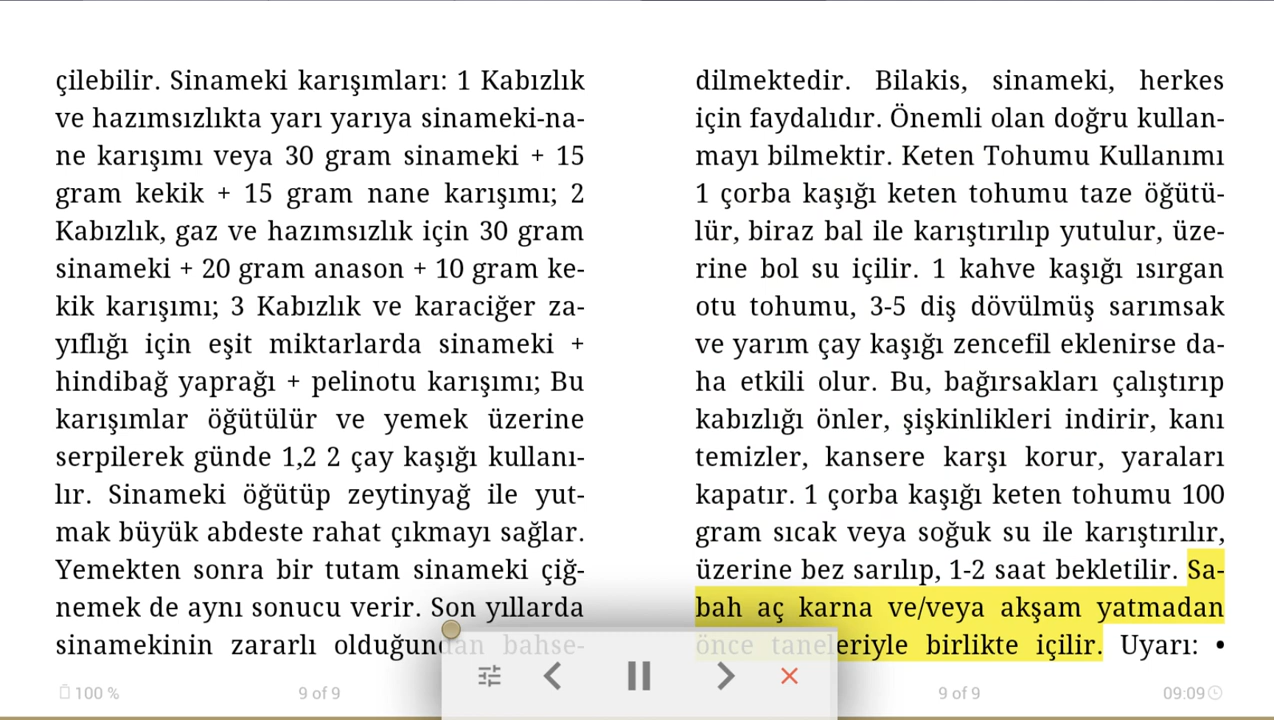 çilebilir. Sinameki karışımları: 1 Kabızlık
ve hazımsızlıkta yarı yarıya sinameki-na-
ne karışımı veya 30 gram sinameki + 15
gram kekik + 15 gram nane karışımı; 2
Kabızlık, gaz ve hazımsızlık için 30 gram
sinameki + 20 gram anason + 10 gram ke-
kik karışımı; 3 Kabızlık ve karaciğer za-
yıflığı için eşit miktarlarda sinameki +
hindibağ yaprağı + pelinotu karışımı; Bu
karışımlar öğütülür ve yemek üzerine
serpilerek günde 1,2 2 çay kaşığı kullanı-
lır. Sinameki öğütüp zeytinyağ ile yut-
mak büyük abdeste rahat çıkmayı sağlar.
Yemekten sonra bir tutam sinameki çiğ-
nemek de aynı sonucu verir. Son yıllarda
sinamekinin zararlı olduğundan bahse-
100 %
9 of 9
dilmektedir. Bilakis, sinameki, herkes
için faydalıdır. Önemli olan doğru kullan-
mayı bilmektir. Keten Tohumu Kullanımı
1 çorba kaşığı keten tohumu taze öğütü-
lür, biraz bal ile karıştırılıp yutulur, üze-
rine bol su içilir. 1 kahve kaşığı ısırgan
otu tohumu, 3-5 diş dövülmüş sarımsak
ve yarım çay kaşığı zencefil eklenirse da-
ha etkili olur. Bu, bağırsakları çalıştırıp
kabızlığı önler, şişkinlikleri indirir, kanı
temizler, kansere karşı korur, yaraları
kapatır. 1 çorba kaşığı keten tohumu 100
gram sıcak veya soğuk su ile karıştırılır,
üzerine bez sarılıp, 1-2 saat bekletilir. Sa-
bah aç karna ve/veya akşam yatmadan
önce taneleriyle birlikte içilir. Uyarı: •
9 of 9
09:09